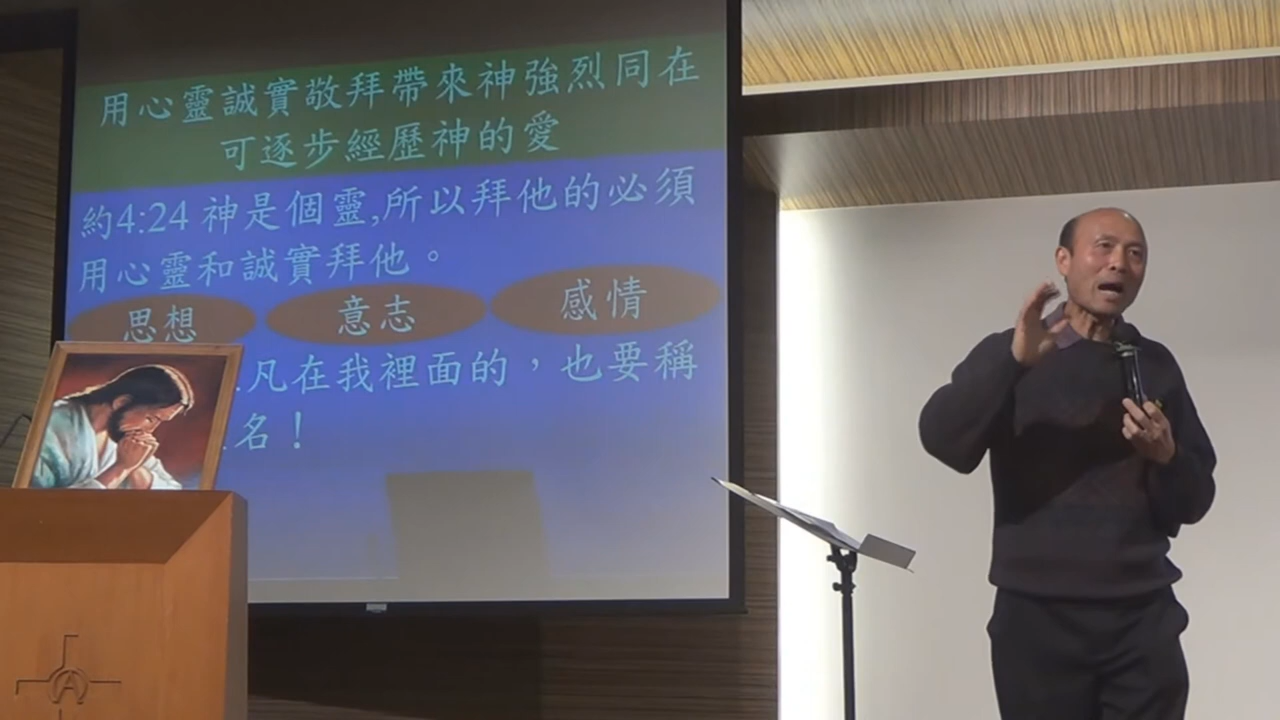 用心靈誠實敬拜帶來神強烈同在
可逐步經歷神的愛
約4:24 神是個靈,所以拜他的必須
用心靈和誠實拜他。
思想 意志 感情
.凡在我裡面的，也要稱
.名！